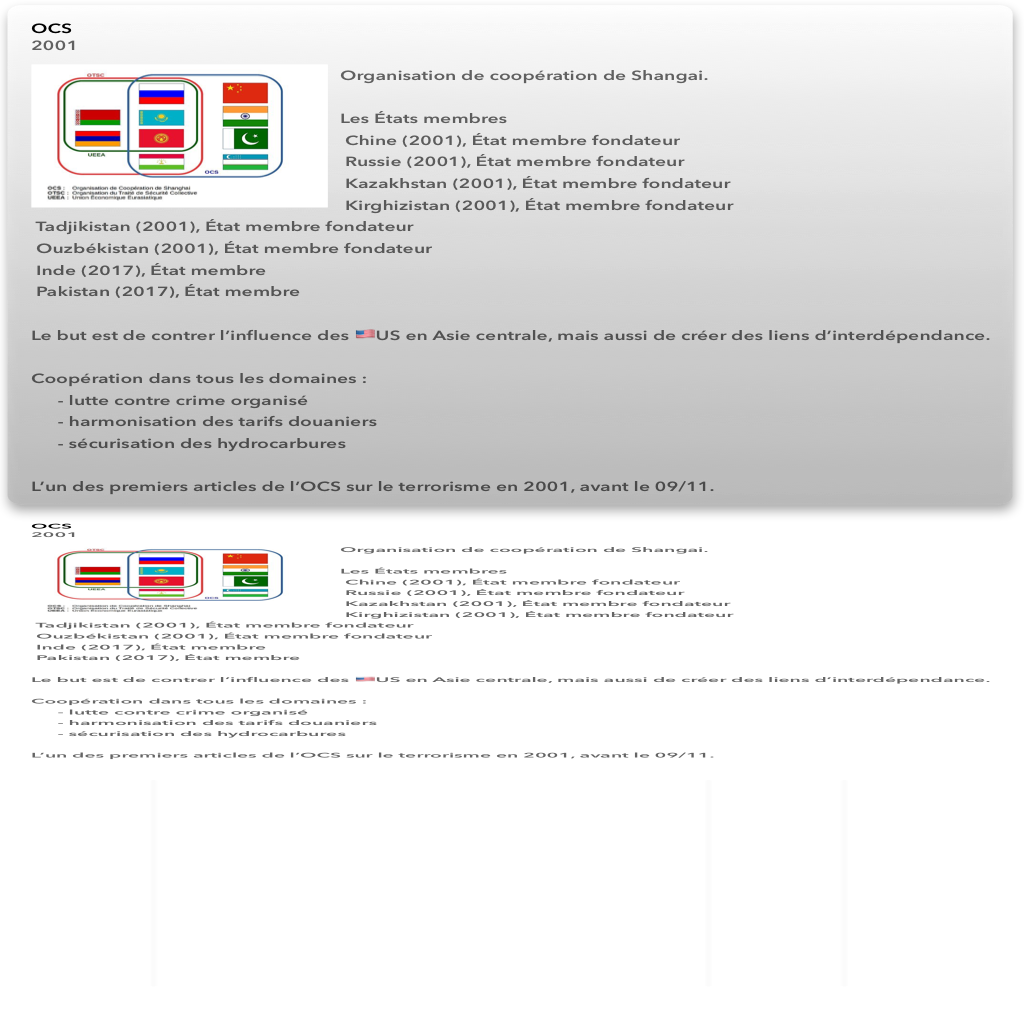 OCS
2001
OTSC
UEEA
OCS
OCS : Organisation de Coopération de Shanghai
OTSC : Organisation du Traité de Sécurité Collective
UEEA : Union Économique Eurasiatique
Organisation de coopération de Shangai.
Les États membres
Chine (2001), État membre fondateur
Russie (2001), État membre fondateur
Kazakhstan (2001), État membre fondateur
Kirghizistan (2001), État membre fondateur
Tadjikistan (2001), État membre fondateur
Ouzbékistan (2001), État membre fondateur
Inde (2017), État membre
Pakistan (2017), État membre
Le but est de contrer l’influence des 🇺🇸US en Asie centrale, mais aussi de créer des liens d’interdépendance.
Coopération dans tous les domaines :
- lutte contre crime organisé
- harmonisation des tarifs douaniers
- sécurisation des hydrocarbures
L’un des premiers articles de l’OCS sur le terrorisme en 2001, avant le 09/11.
OCS
2001
OTSC
UEEA
OCS
OCS : Organisation de Coopération de Shanghai
OTSC : Organisation du Traité de Sécurité Collective
UEEA : Union Économique Eurasiatique
Organisation de coopération de Shangai.
Les États membres
Chine (2001), État membre fondateur
Russie (2001), État membre fondateur
Kazakhstan (2001), État membre fondateur
Kirghizistan (2001), État membre fondateur
Tadjikistan (2001), État membre fondateur
Ouzbékistan (2001), État membre fondateur
Inde (2017), État membre
Pakistan (2017), État membre
Le but est de contrer l’influence des 🇺🇸US en Asie centrale, mais aussi de créer des liens d’interdépendance.
Coopération dans tous les domaines :
- lutte contre crime organisé
- harmonisation des tarifs douaniers
- sécurisation des hydrocarbures
L’un des premiers articles de l’OCS sur le terrorisme en 2001, avant le 09/11.